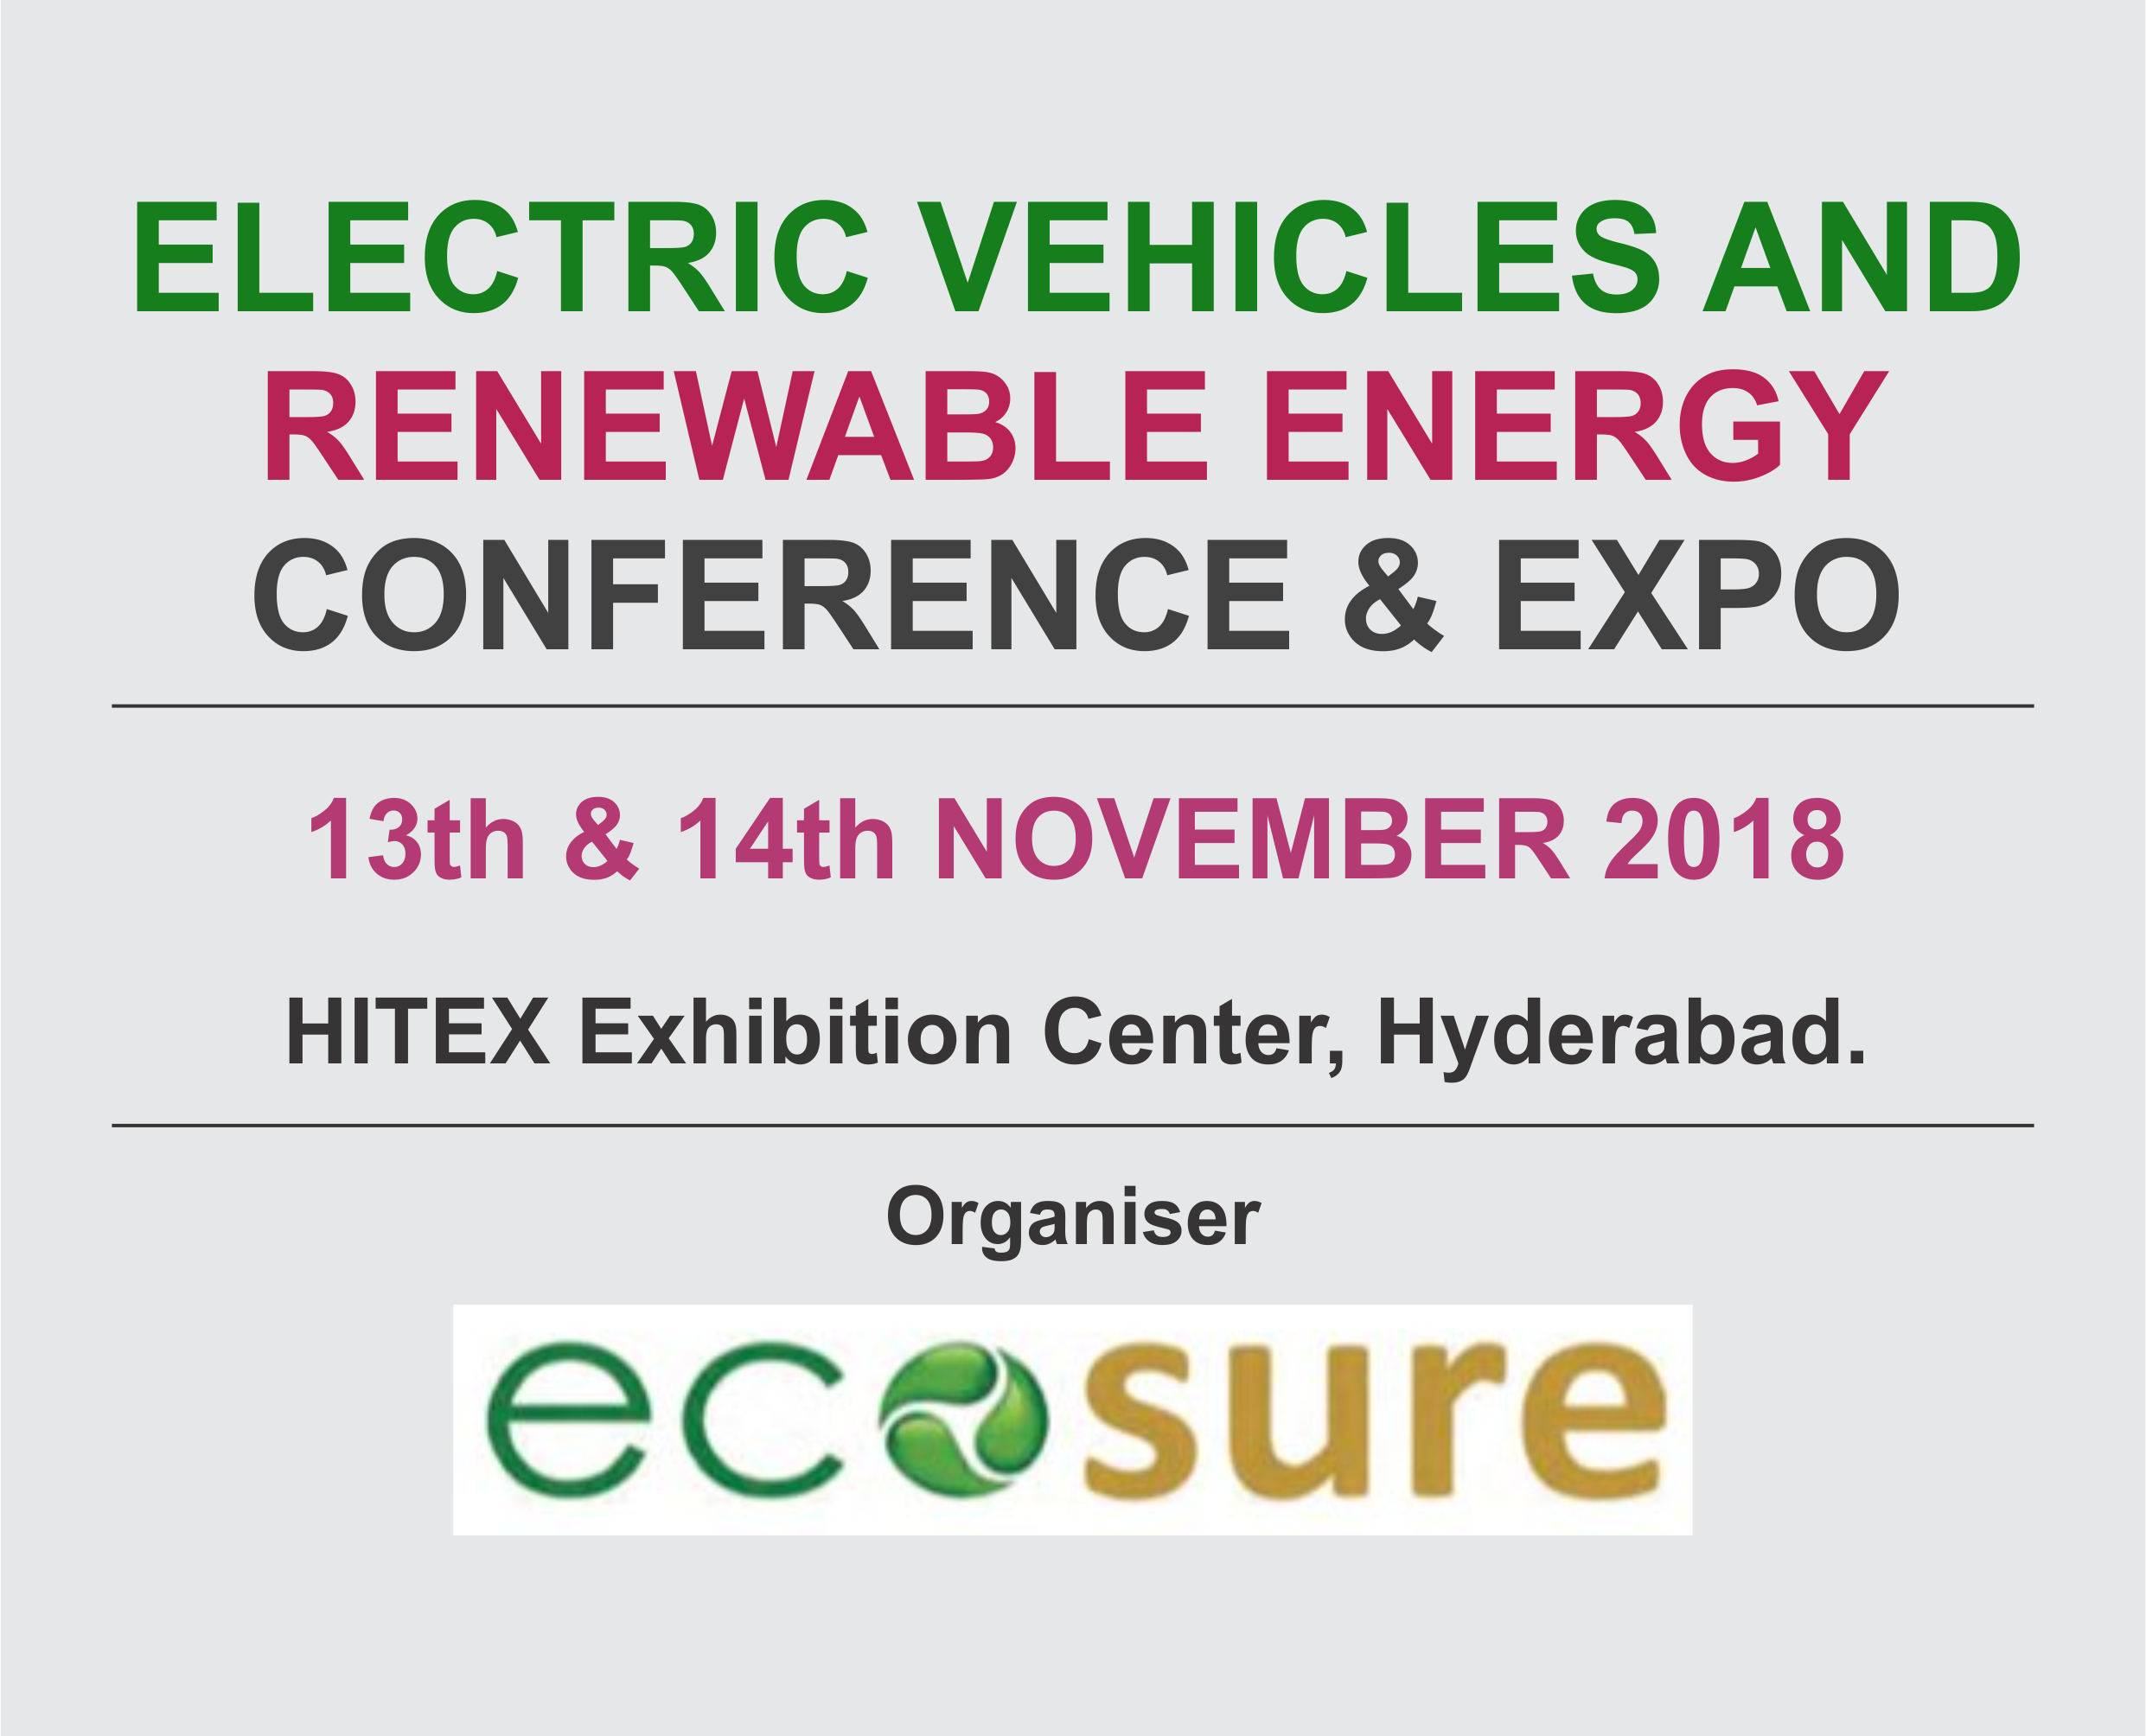 ELECTRIC VEHICLES AND
RENEWABLE ENERGY
CONFERENCE & EXPO
13th & 14th NOVEMBER 2018
HITEX Exhibition Center, Hyderabad.
Organiser
ecosure